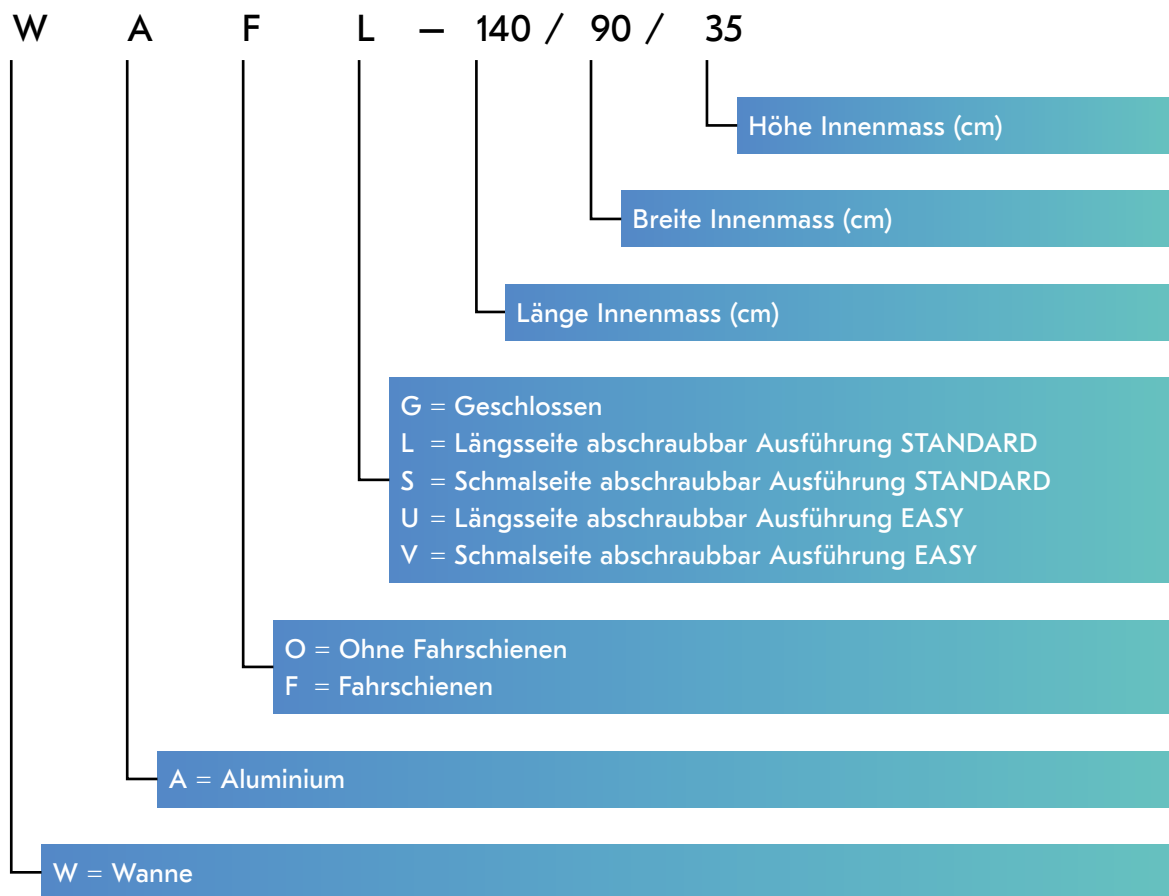 W A F L – 140 / 90 / 35
Höhe Innenmass (cm)
Breite Innenmass (cm)
Länge Innenmass (cm)
G = Geschlossen
L = Längsseite abschraubbar Ausführung STANDARD
S = Schmalseite abschraubbar Ausführung STANDARD
U = Längsseite abschraubbar Ausführung EASY
V = Schmalseite abschraubbar Ausführung EASY
O = Ohne Fahrschienen
F = Fahrschienen
A = Aluminium
W = Wanne